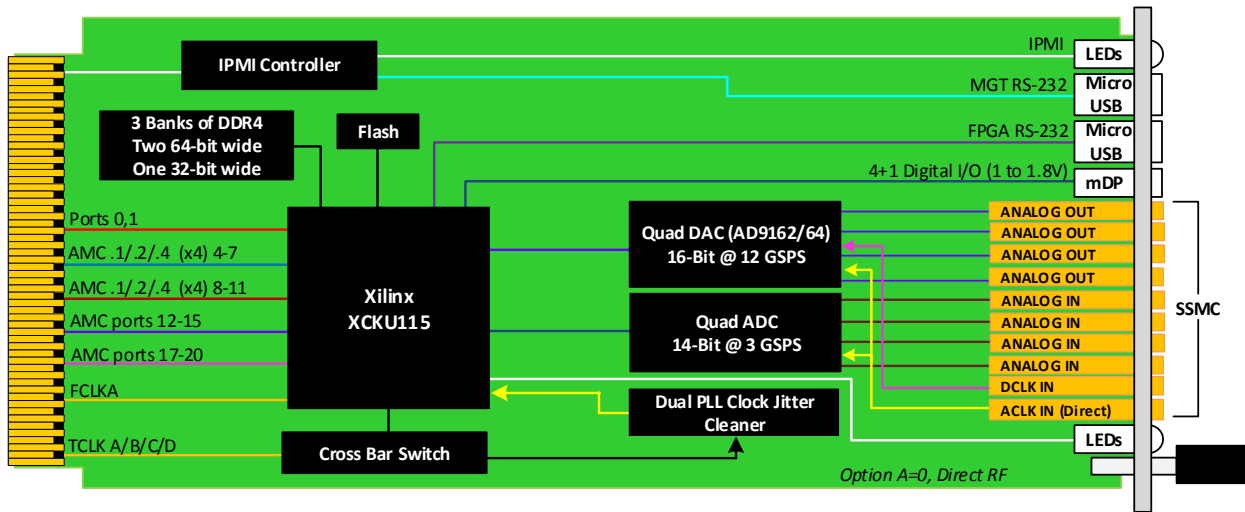 IPMI
LEDs
IPMI Controller
MGT RS-232
Micro
USB
3 Banks of DDR4
Two 64-bit wide
One 32-bit wide
Flash
FPGA RS-232
Micro
USB
4+1 Digital I/O (1 to 1.8V)
mDP
Ports 0,1
AMC .1/.2/.4 (x4) 4-7
AMC .1/.2/.4 (x4) 8-11
AMC ports 12-15
AMC ports 17-20
FCLKA
TCLK A/B/C/D
Xilinx
XCKU115
Cross Bar Switch
Quad DAC (AD9162/64)
16-Bit @ 12 GSPS
Quad ADC
14-Bit @ 3 GSPS
Dual PLL Clock Jitter
Cleaner
ANALOG OUT
ANALOG OUT
ANALOG OUT
ANALOG OUT
ANALOG IN
ANALOG IN
ANALOG IN
ANALOG IN
DCLK IN
ACLK IN (Direct)
SSMC
LEDs
Option A=0, Direct RF